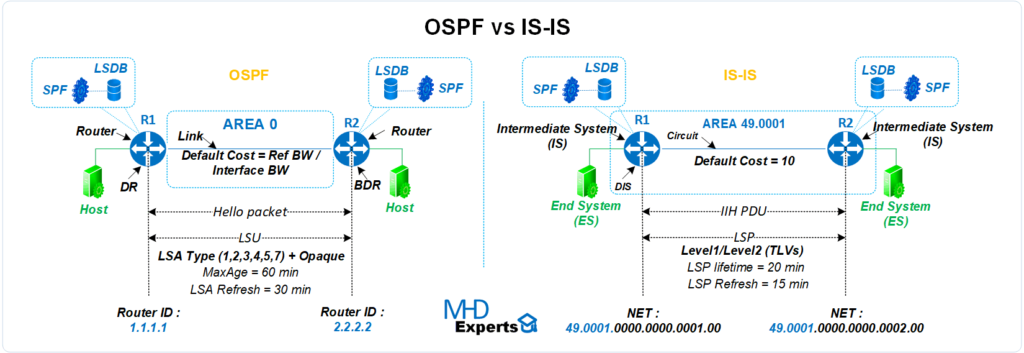 OSPF vs IS-IS
OSPF
LSDB
SPF
LSDB
SPF
R1
AREA 0
R2
Router
Link
Router
Default Cost = Ref BW /
Interface BW
DR
BDR
Host
Host
Hello packet
LSU
LSA Type (1,2,3,4,5,7) + Opaque
MaxAge = 60 min
LSA Refresh = 30 min
Router ID :
1.1.1.1
Router ID :
2.2.2.2
MHD
Experts
IS-IS
LSDB
SPF
LSDB
SPF
R1
AREA 49.0001
R2
Intermediate System
(IS)
Circuit
Intermediate System
(IS)
Default Cost = 10
DIS
End System
(ES)
End System
(ES)
IIH PDU
LSP
Level1/Level2 (TLVs)
LSP lifetime = 20 min
LSP Refresh = 15 min
NET :
49.0001.0000.0000.0001.00
NET :
49.0001.0000.0000.0002.00